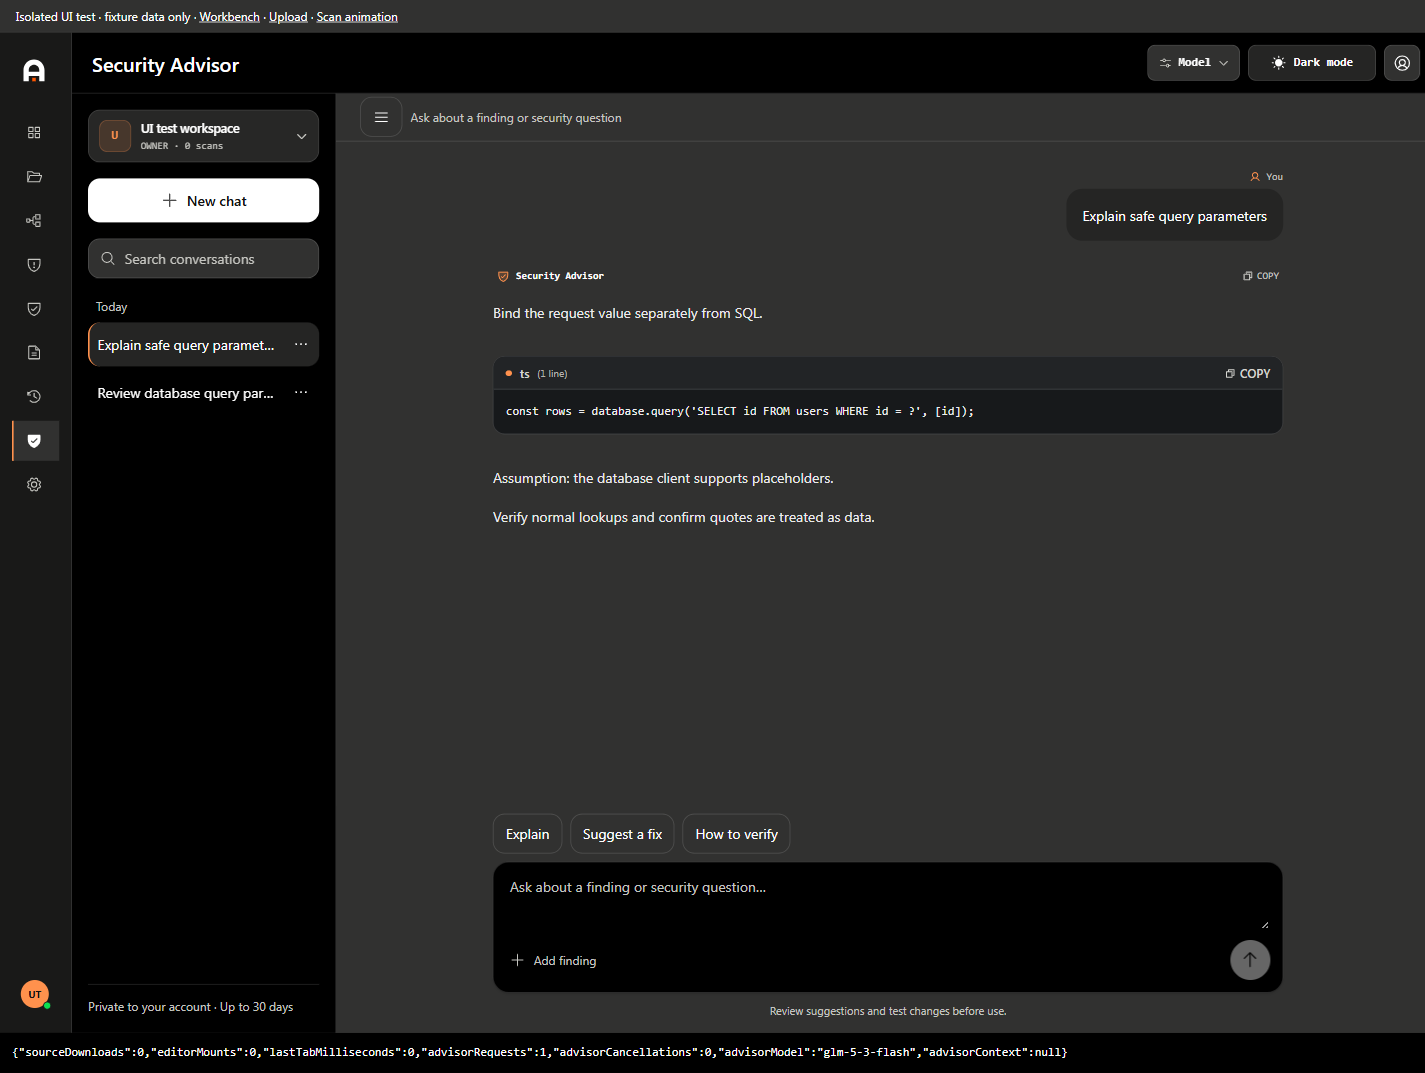 Isolated UI test · fixture data only · Workbench · Upload · Scan animation
Security Advisor
Model
Dark mode
U
UI test workspace
OWNER · 0 scans
New chat
Search conversations
Today
Explain safe query paramet...
Review database query par...
Private to your account · Up to 30 days
UT
Ask about a finding or security question
You
Explain safe query parameters
Security Advisor
COPY
Bind the request value separately from SQL.
ts (1 line)
COPY
const rows = database.query('SELECT id FROM users WHERE id = ?', [id]);
Assumption: the database client supports placeholders.
Verify normal lookups and confirm quotes are treated as data.
Explain
Suggest a fix
How to verify
Ask about a finding or security question...
Add finding
Review suggestions and test changes before use.
{"sourceDownloads":0,"editorMounts":0,"lastTabMilliseconds":0,"advisorRequests":1,"advisorCancellations":0,"advisorModel":"glm-5-3-flash","advisorContext":null}